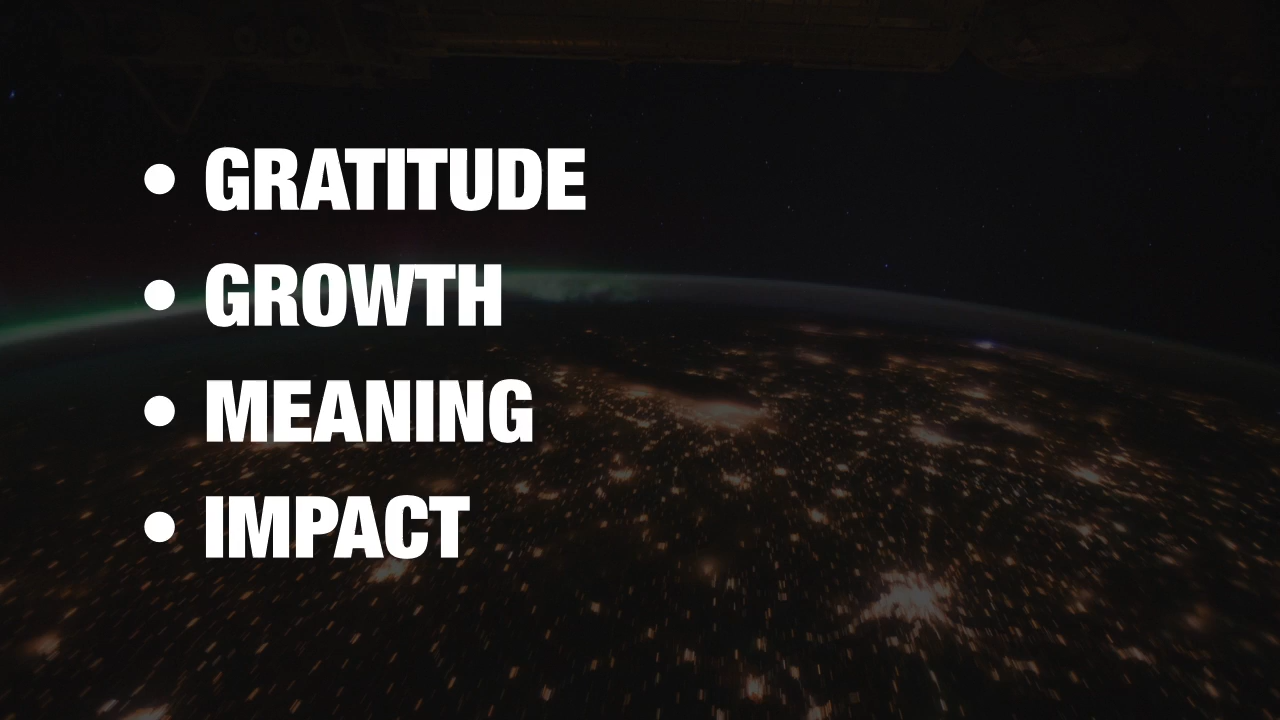 • GRATITUDE
• GROWTH
• MEANING
• IMPACT